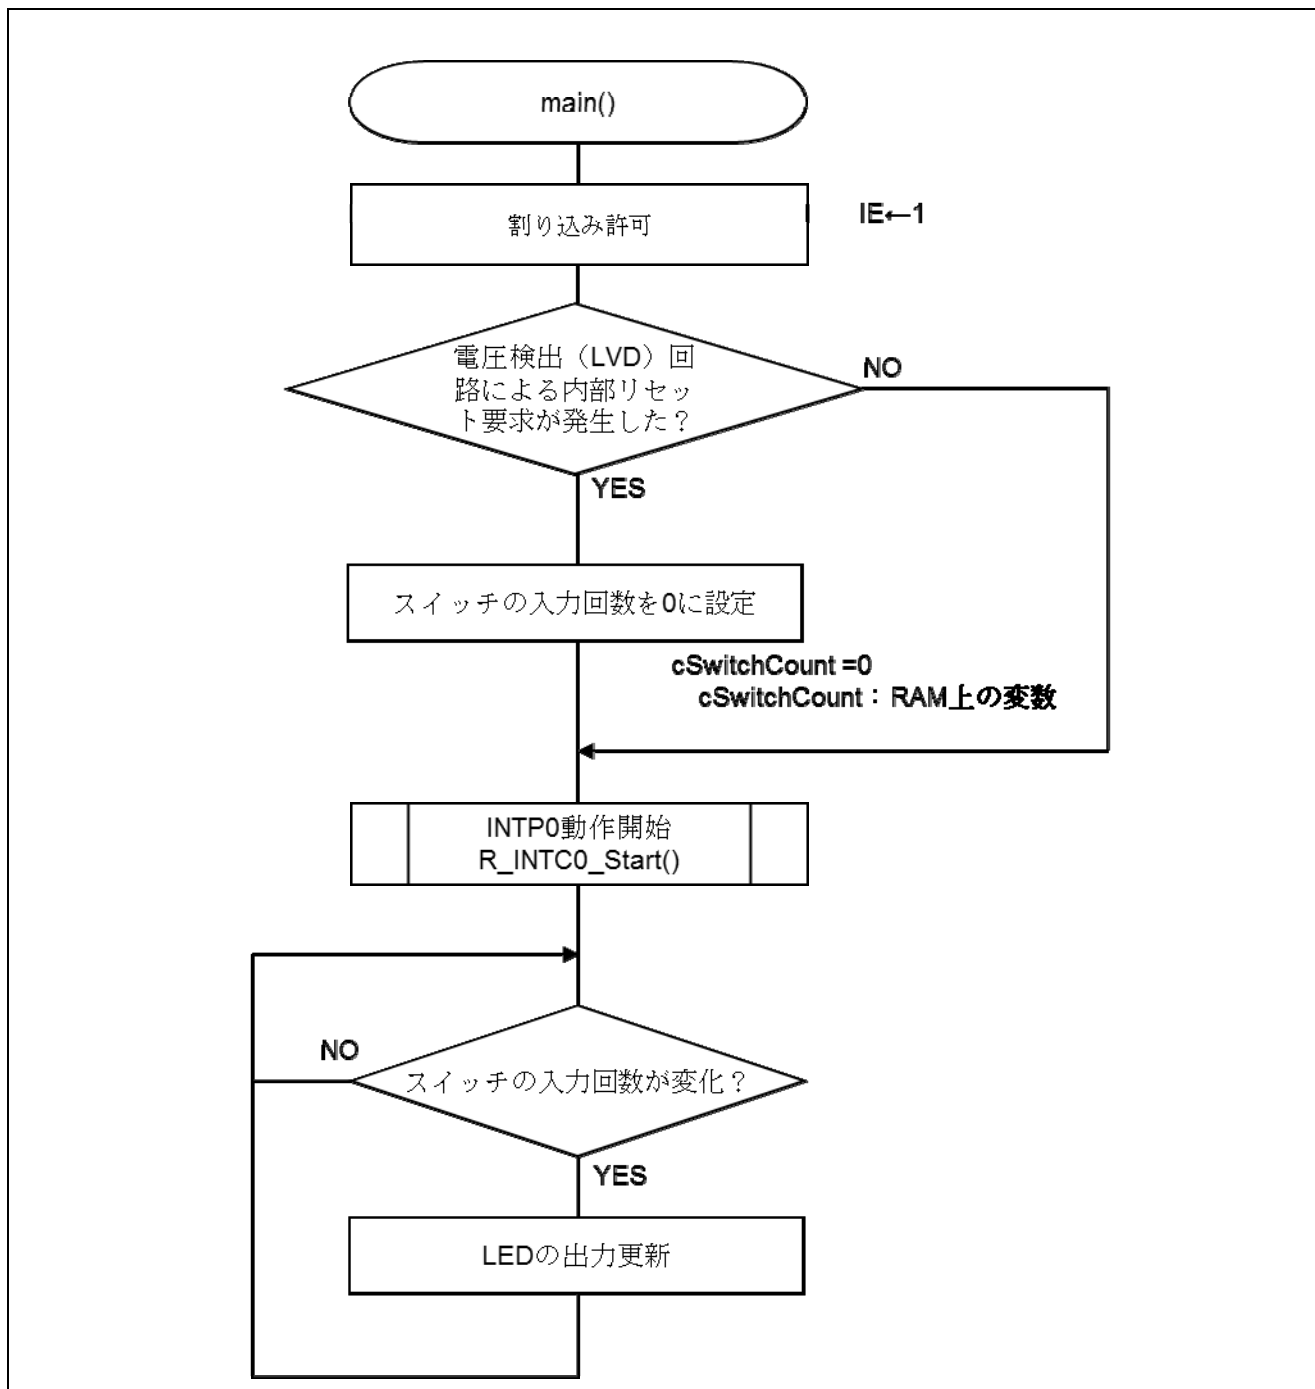 main()
割り込み許可
IE←1
電圧検出（LVD）回
路による内部リセッ
ト要求が発生した？
NO
YES
スイッチの入力回数を0に設定
cSwitchCount =0
cSwitchCount：RAM上の変数
INTP0動作開始
R_INTC0_Start()
NO
スイッチの入力回数が変化？
YES
LEDの出力更新